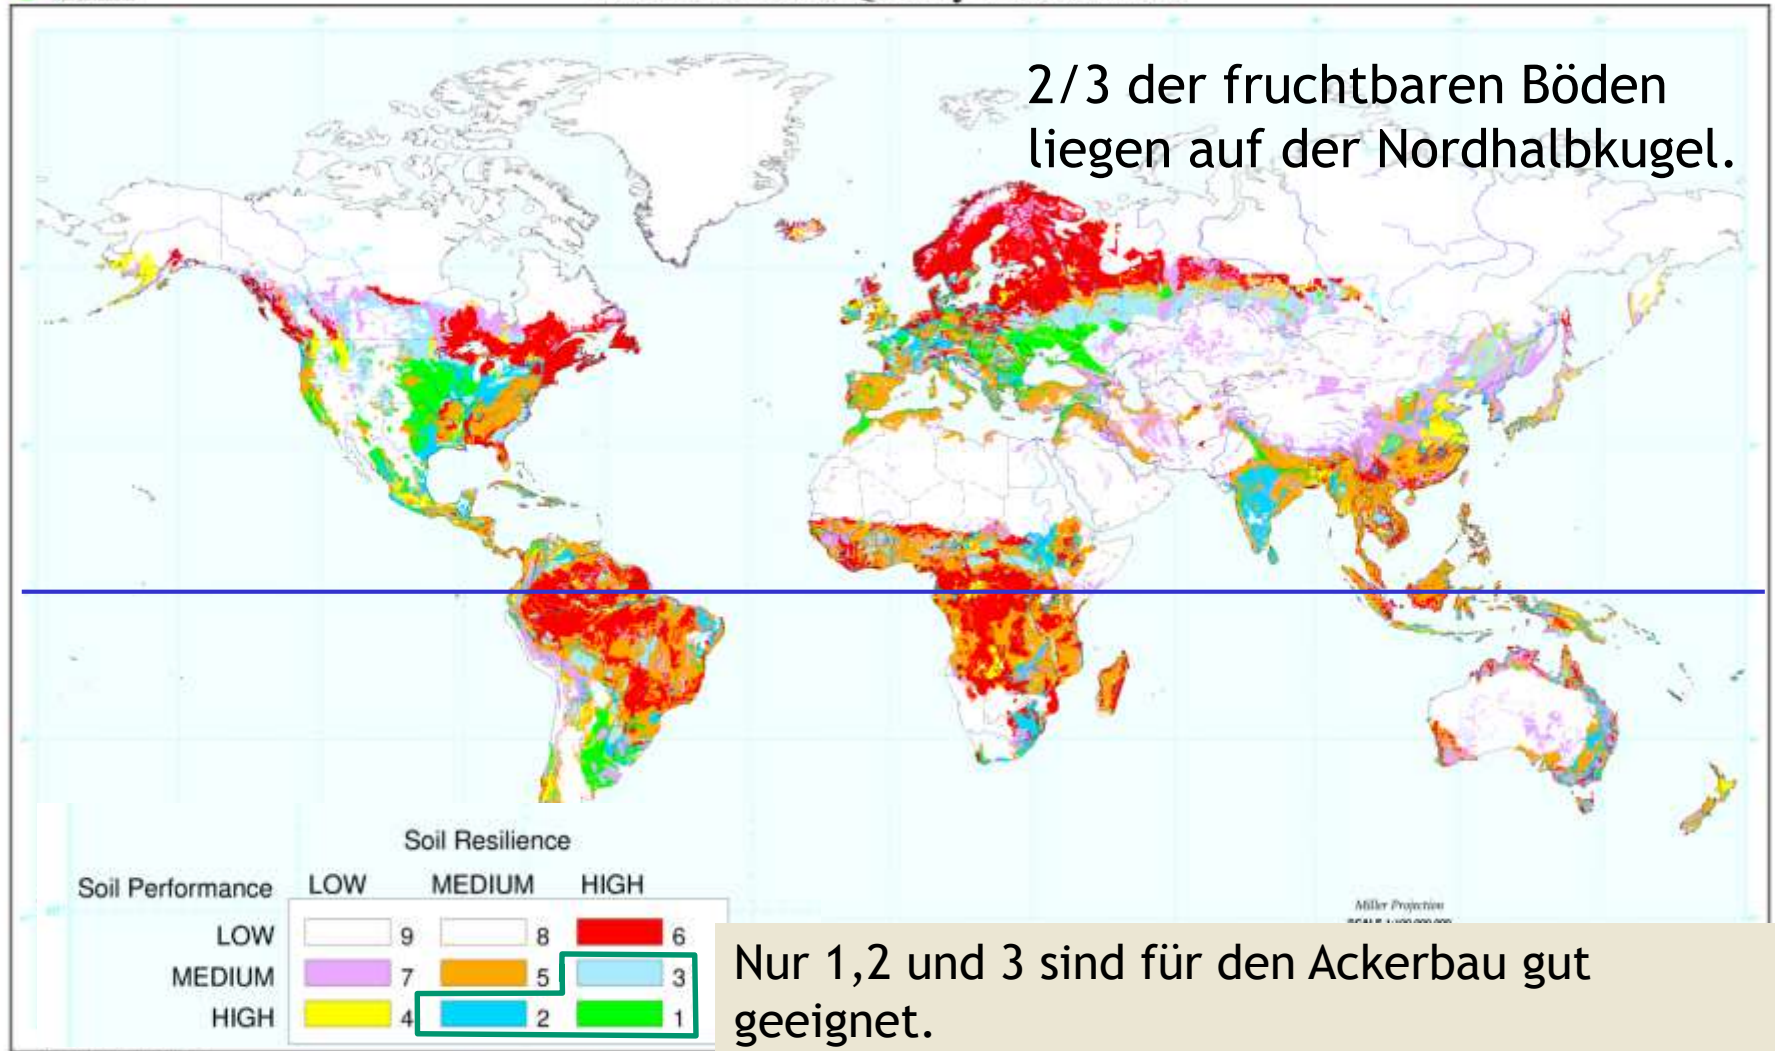 2/3 der fruchtbaren Böden
liegen auf der Nordhalbkugel.
Soil Resilience
Soil Performance LOW MEDIUM HIGH
LOW 9 8 6
MEDIUM 7 5 3
HIGH 4 2 1
Miller Projection
Nur 1,2 und 3 sind für den Ackerbau gut
geeignet.